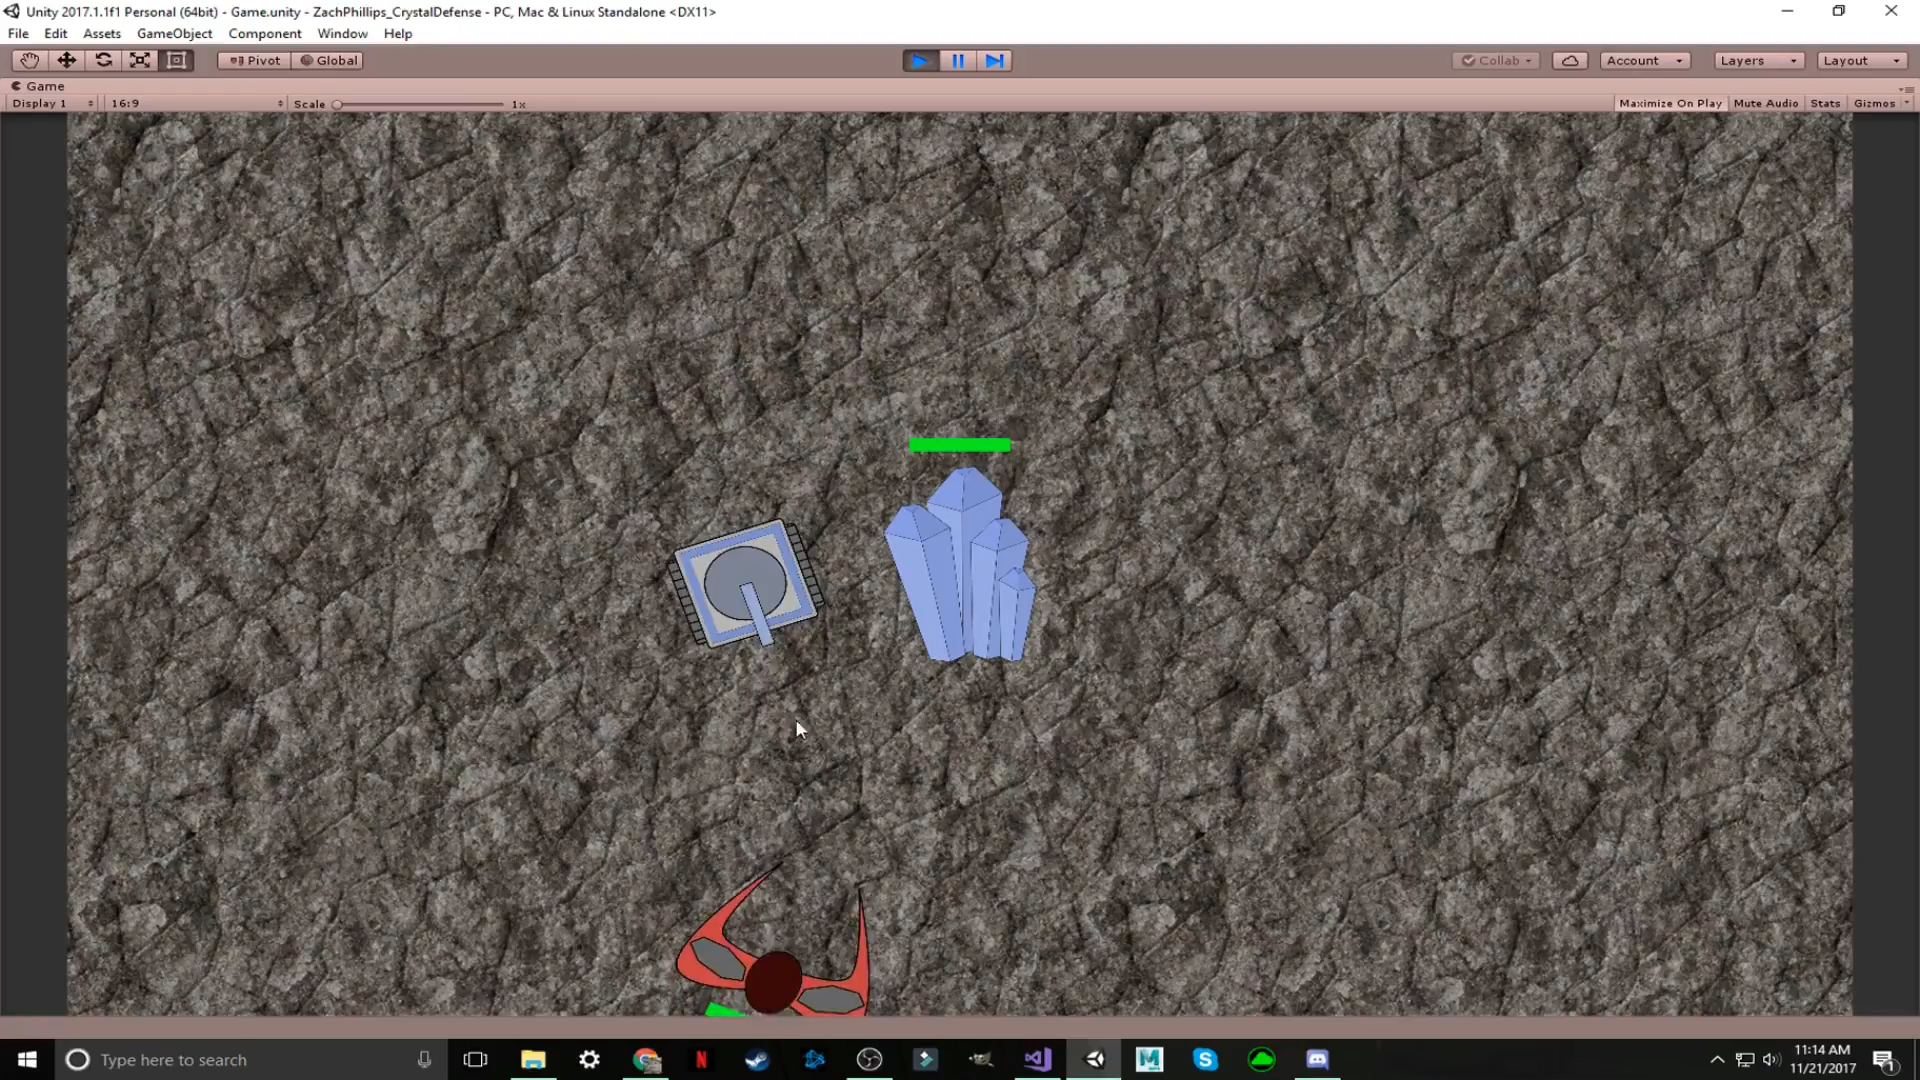 Unity 2017.1.1f1 Personal (64bit) - Game.unity - ZachPhillips_CrystalDefense - PC, Mac & Linux Standalone <DX11>
File Edit Assets GameObject Component Window Help
Pivot Global Collab Account Layers Layout
Game
Display 1 16:9 Scale 1x Maximize On Play Mute Audio Stats Gizmos
Type here to search
11:14 AM
11/21/2017